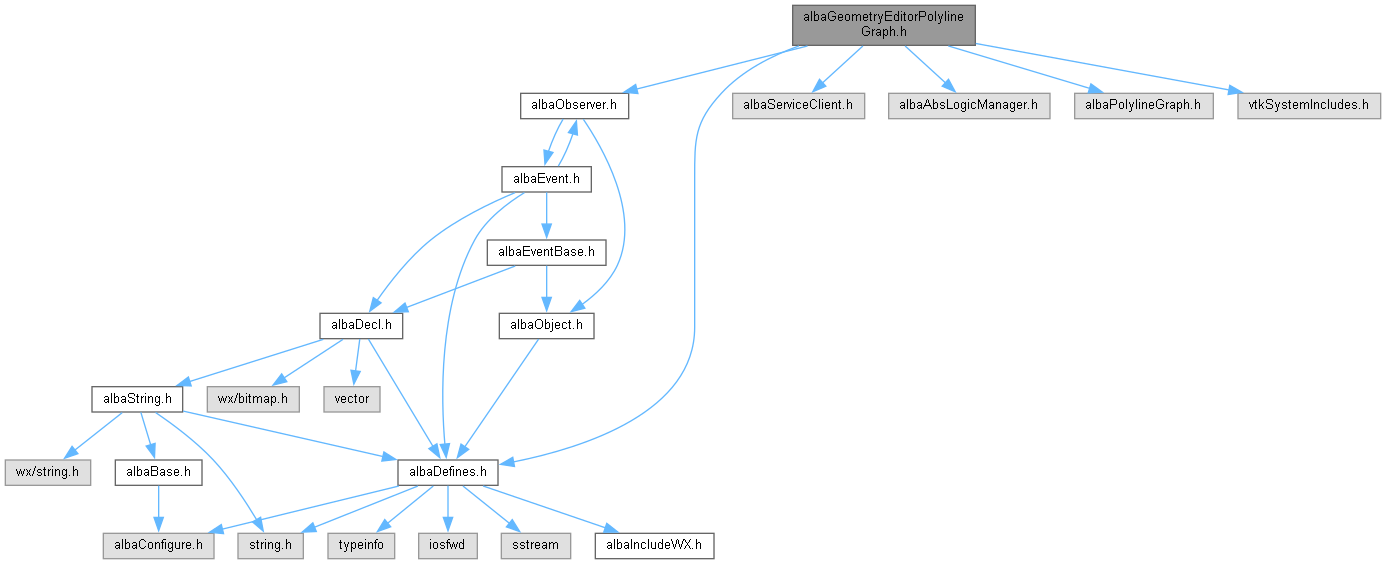 albaGeometryEditorPolyline
Graph.h
albaObserver.h
albaServiceClient.h
albaAbsLogicManager.h
albaPolylineGraph.h
vtkSystemIncludes.h
albaEvent.h
albaEventBase.h
albaDecl.h
albaObject.h
albaString.h
wx/bitmap.h
vector
wx/string.h
albaBase.h
albaDefines.h
albaConfigure.h
string.h
typeinfo
iosfwd
sstream
albaIncludeWX.h